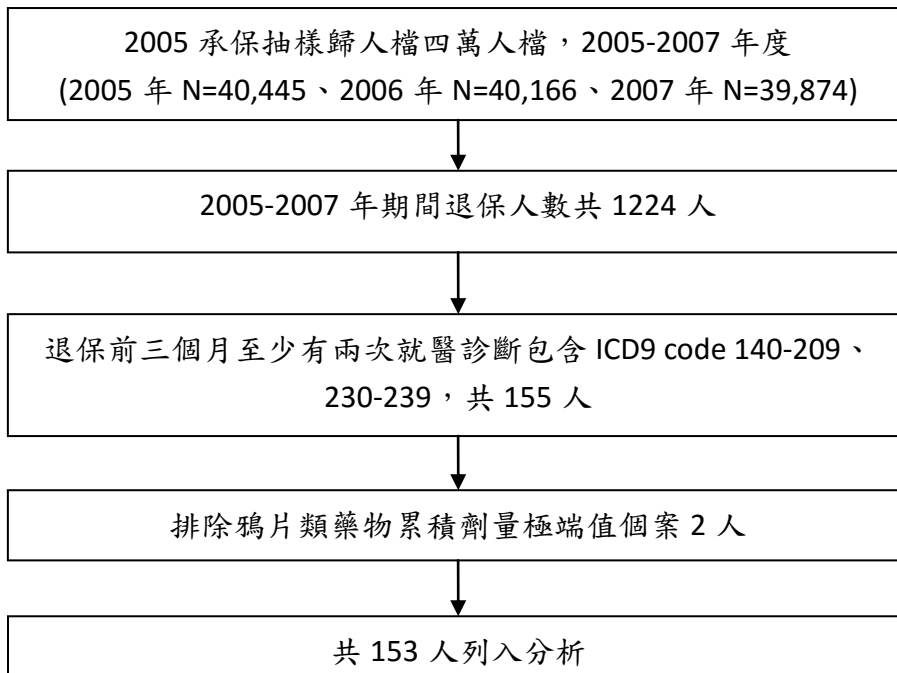 2005 承保抽樣歸人檔四萬人檔，2005-2007 年度
(2005 年 N=40,445、2006 年 N=40,166、2007 年 N=39,874)
2005-2007 年期間退保人數共 1224 人
退保前三個月至少有兩次就醫診斷包含 ICD9 code 140-209、
230-239，共 155 人
排除鴉片類藥物累積劑量極端值個案 2 人
共 153 人列入分析